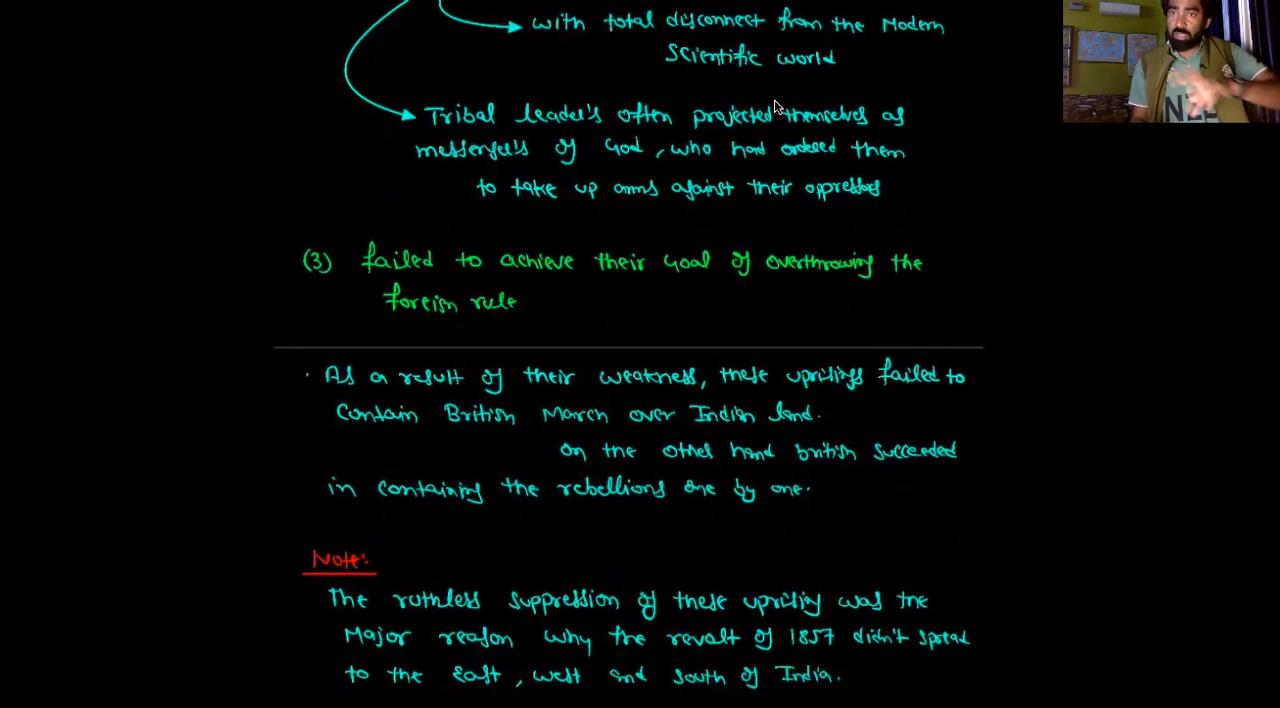 with total disconnect from the Modern
Scientific world
Tribal leader's often projected themselves as
messenger's of God, who had ordered them
to take up arms against their oppressors
(3) failed to achieve their Goal of overthrowing the
foreign rule
· As a result of their weakness, these uprisings failed to
Contain British March over Indian land.
on the other hand british succeeded
in containing the rebellions one by one.
Note:
The ruthless suppression of these uprising was the
Major reason why the revolt of 1857 didn't spread
to the East, west and south of India.